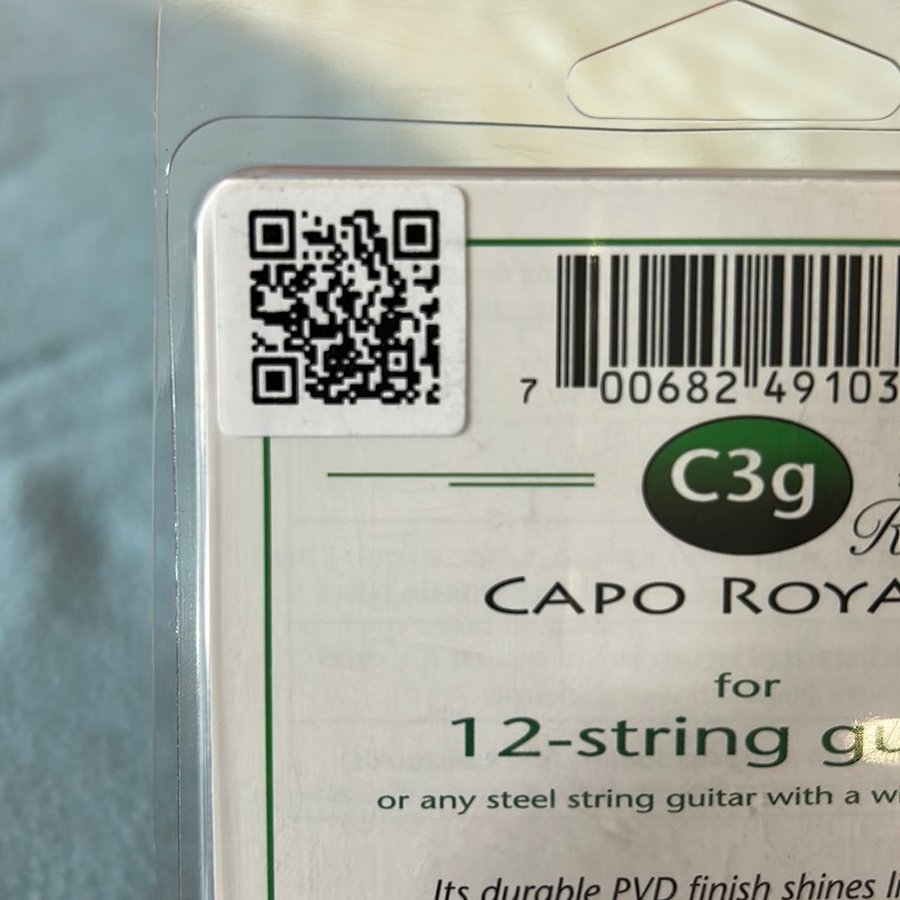 7 00682 49103
C3g
CAPO ROYA
for
12-string gu
or any steel string guitar with a w
Its durable PVD finish shines li